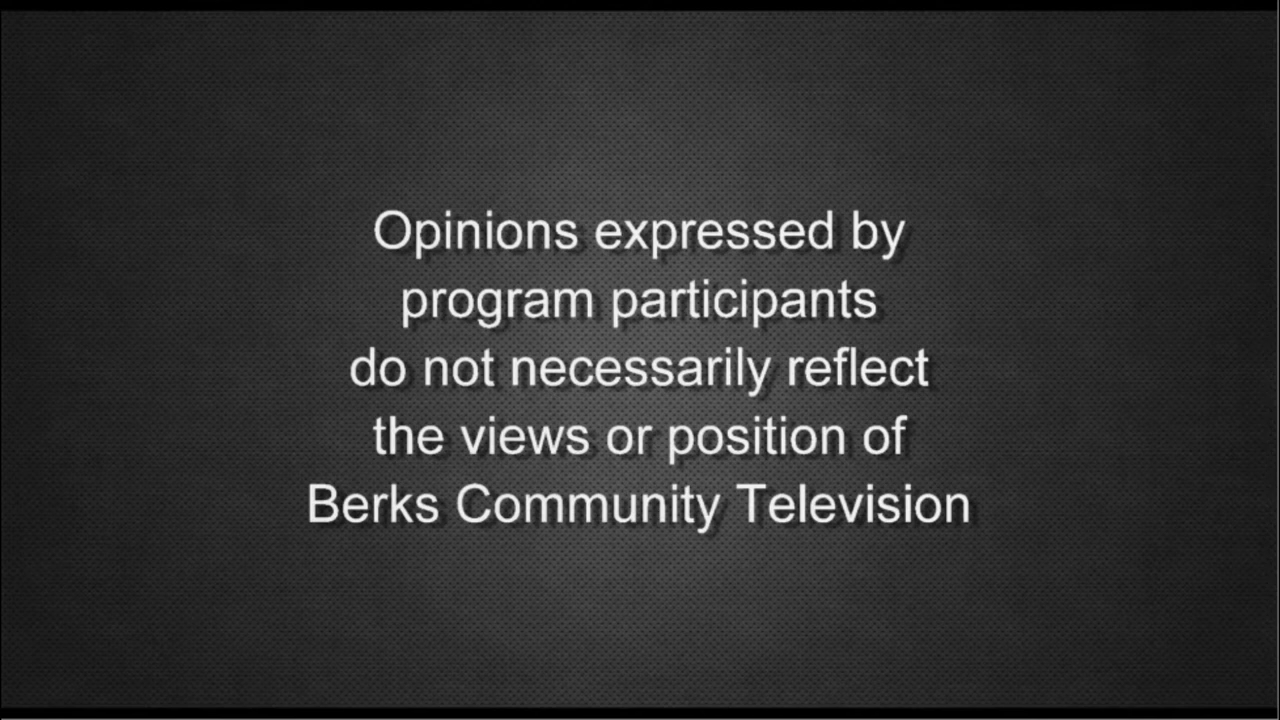 Opinions expressed by
program participants
do not necessarily reflect
the views or position of
Berks Community Television